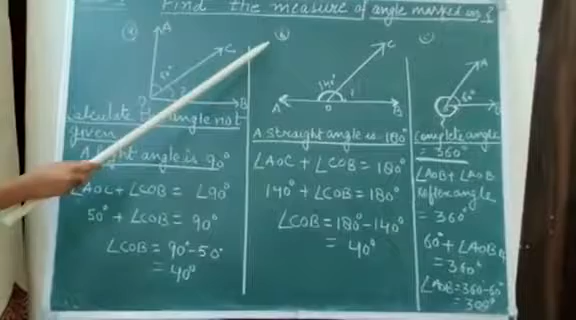 Find the measure of angle marked as ?
a
A
C
O
B
Calculate the angle not
given
A Right angle is 90°
∠AOC + ∠COB = ∠90°
50° + ∠COB = 90°
∠COB = 90° - 50°
= 40°
b
C
140°
A
O
B
A straight angle is 180°
∠AOC + ∠COB = 180°
140° + ∠COB = 180°
∠COB = 180° - 140°
= 40°
c
A
60°
B
Complete angle
= 360°
∠AOB + ∠AOB
reflex angle
= 360°
60° + ∠AOB
= 360°
∠AOB = 360 - 60°
= 300°